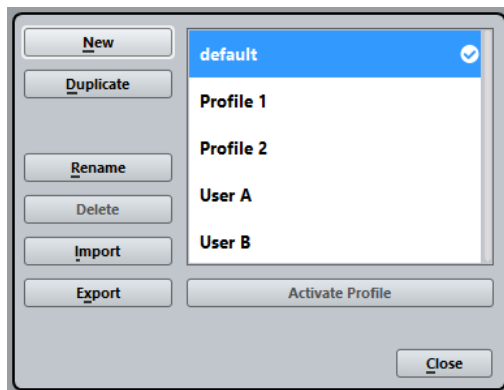 New
Duplicate
Rename
Delete
Import
Export
default
Profile 1
Profile 2
User A
User B
Activate Profile
Close